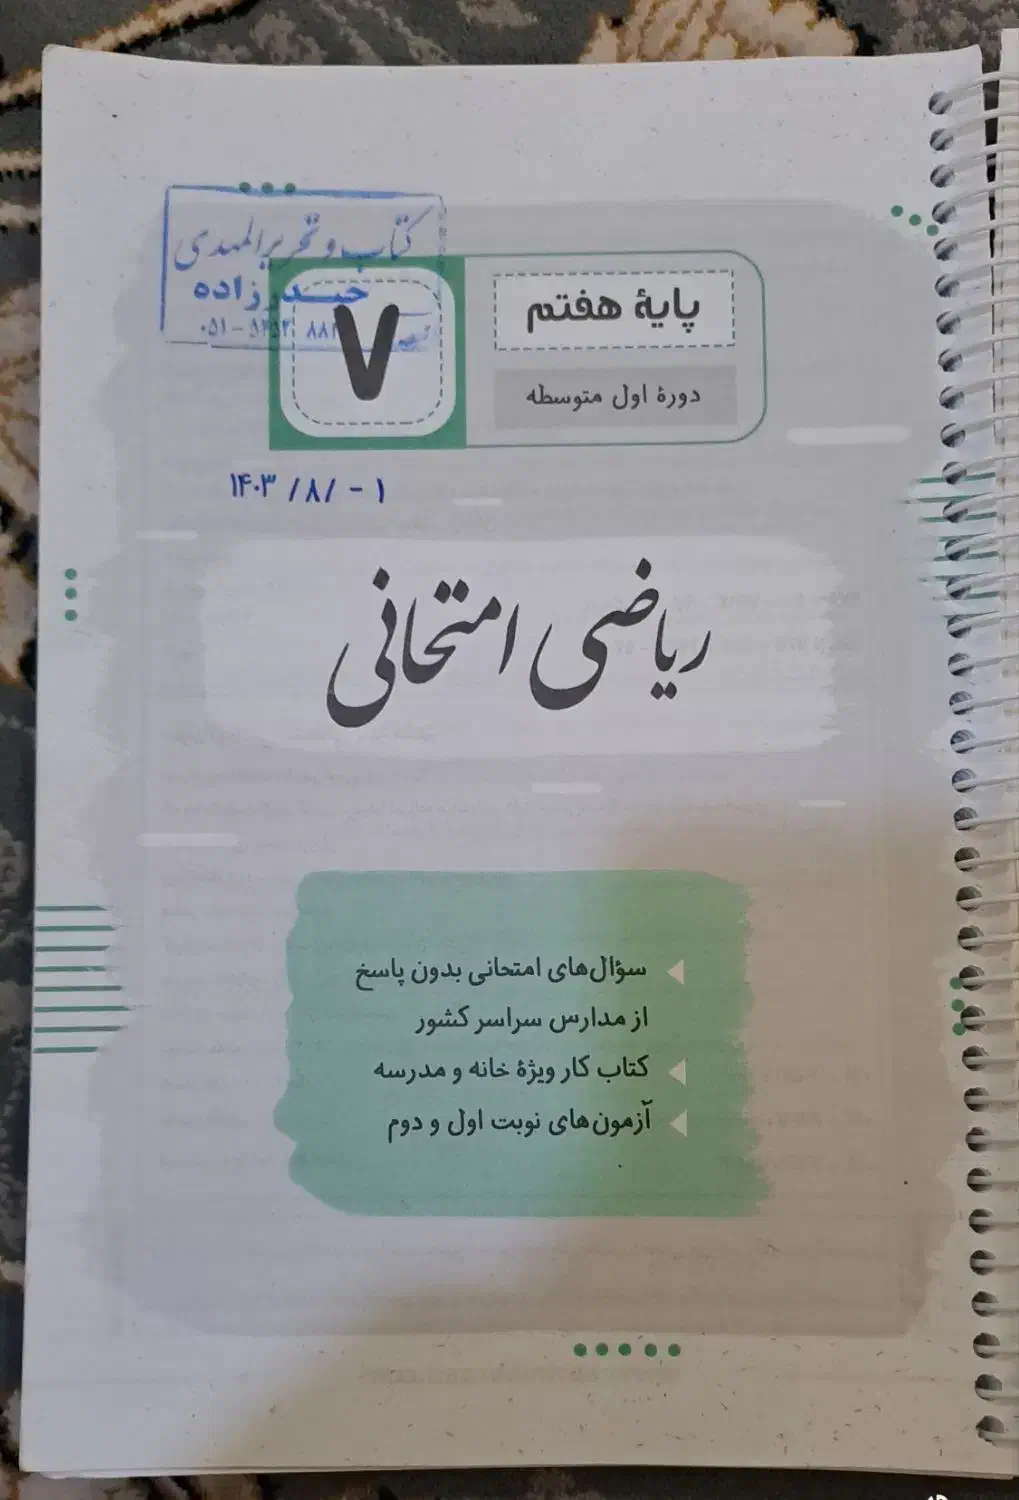 کتاب و تحریر المهدی
حیدرزاده
پایهٔ هفتم
۷
دورهٔ اول متوسطه
۱۴۰۳ /۸/ - ۱
ریاضی امتحانی
سؤال‌های امتحانی بدون پاسخ
از مدارس سراسر کشور
کتاب کار ویژهٔ خانه و مدرسه
آزمون‌های نوبت اول و دوم